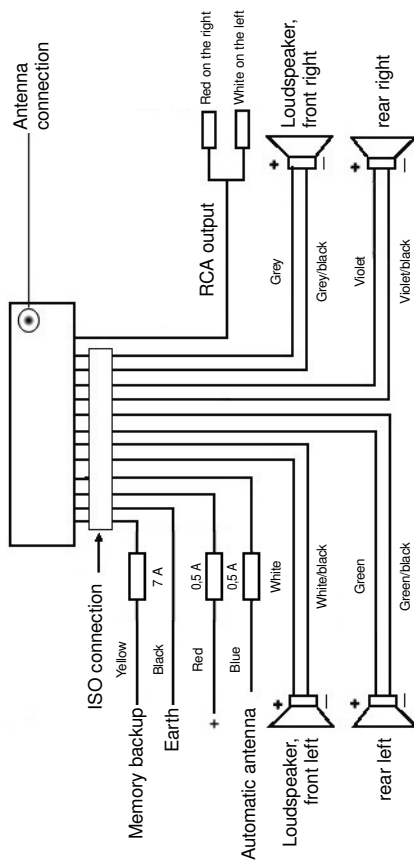 Antenna
connection
Red on the right
White on the left
RCA output
Loudspeaker,
front right
+
–
Grey
Grey/black
rear right
+
–
Violet
Violet/black
ISO connection
Memory backup
Yellow
7 A
Earth
Black
+
Red
0,5 A
Automatic antenna
Blue
0,5 A
Loudspeaker,
front left
+
–
White
White/black
rear left
+
–
Green
Green/black